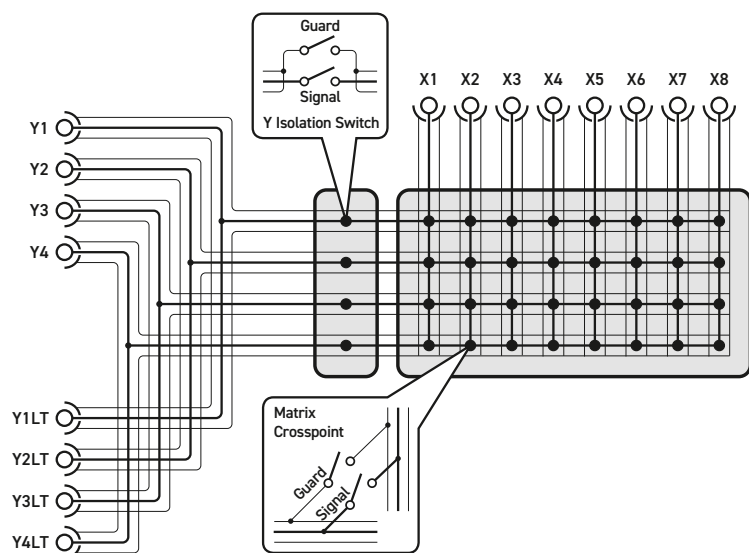 Guard
Signal
Y Isolation Switch
X1 X2 X3 X4 X5 X6 X7 X8
Y1
Y2
Y3
Y4
Y1LT
Y2LT
Y3LT
Y4LT
Matrix
Crosspoint
Guard
Signal